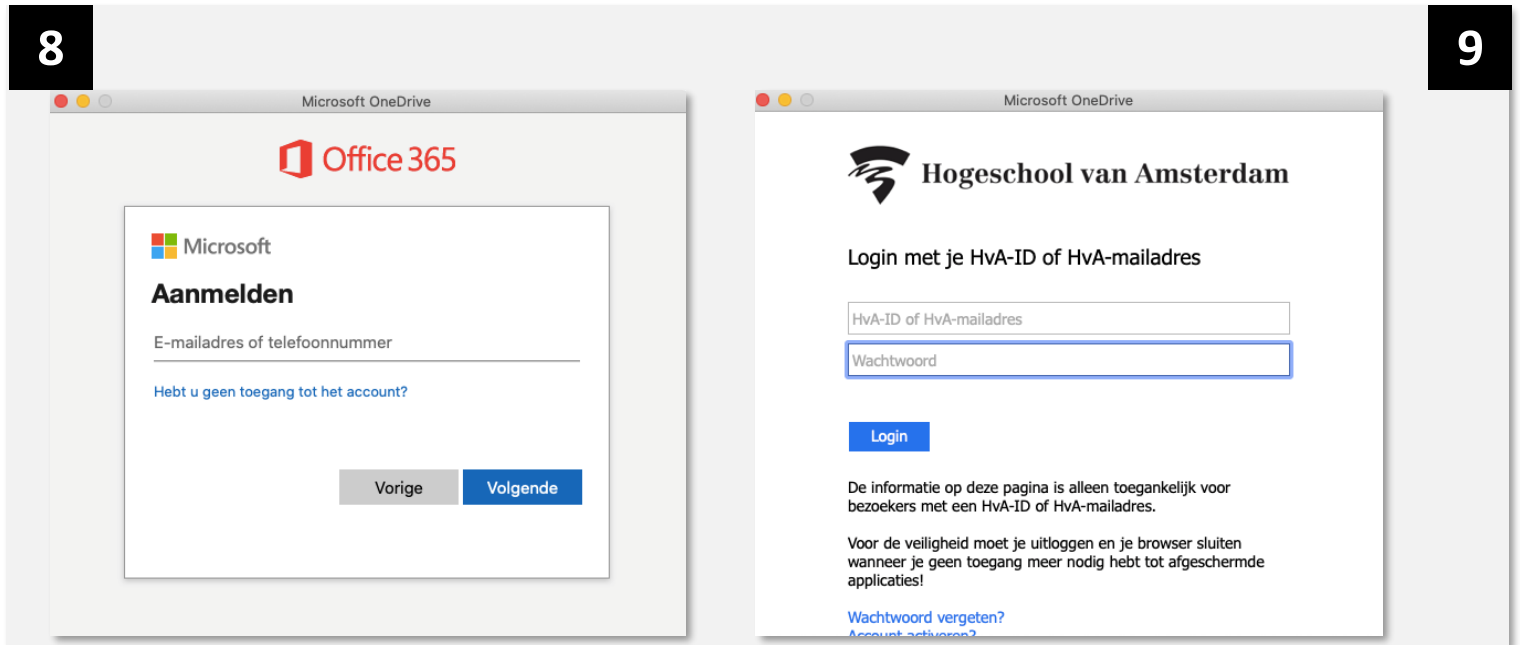 8
9
Microsoft OneDrive
Office 365
Microsoft
Aanmelden
E-mailadres of telefoonnummer
Hebt u geen toegang tot het account?
Vorige
Volgende
Microsoft OneDrive
Hogeschool van Amsterdam
Login met je HvA-ID of HvA-mailadres
HvA-ID of HvA-mailadres
Wachtwoord
Login
De informatie op deze pagina is alleen toegankelijk voor
bezoekers met een HvA-ID of HvA-mailadres.
Voor de veiligheid moet je uitloggen en je browser sluiten
wanneer je geen toegang meer nodig hebt tot afgeschermde
applicaties!
Wachtwoord vergeten?
Account activeren?